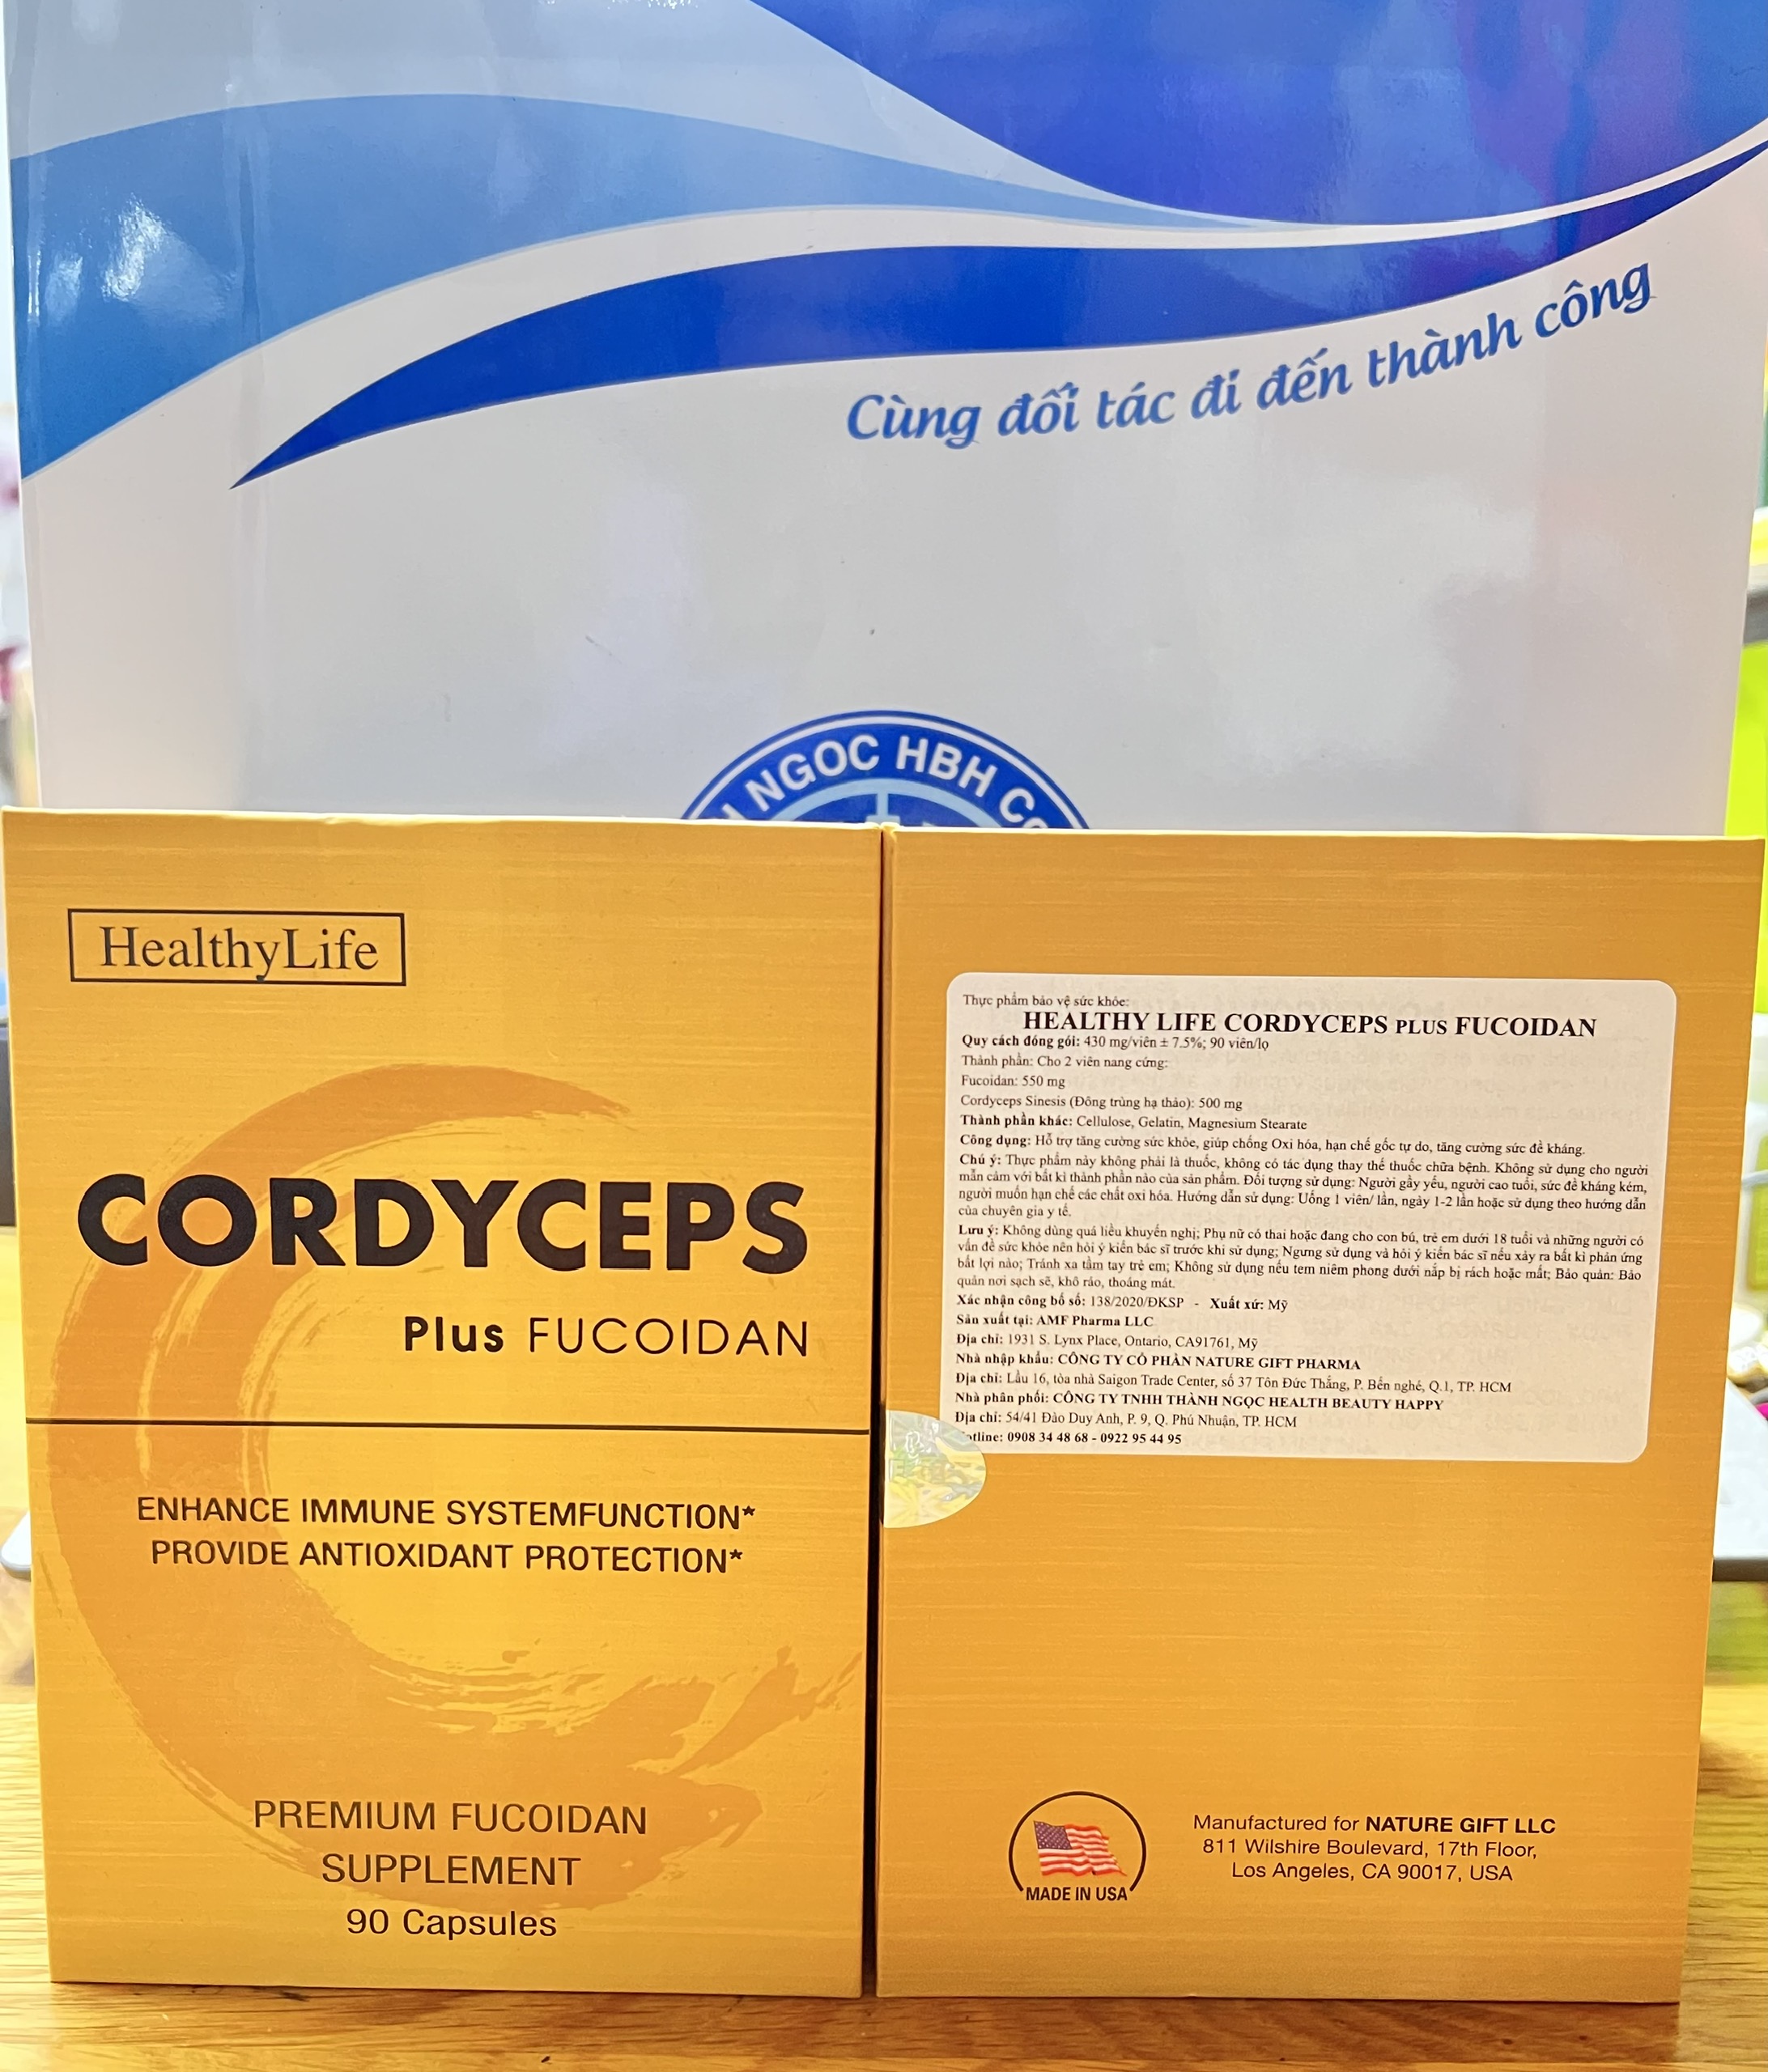 Cùng đối tác đi đến thành công
NGOC HBH
HealthyLife
CORDYCEPS
Plus FUCOIDAN
ENHANCE IMMUNE SYSTEMFUNCTION*
PROVIDE ANTIOXIDANT PROTECTION*
PREMIUM FUCOIDAN
SUPPLEMENT
90 Capsules
Thực phẩm bảo vệ sức khỏe:
HEALTHY LIFE CORDYCEPS PLUS FUCOIDAN
Quy cách đóng gói: 430 mg/viên ± 7.5%; 90 viên/lọ
Thành phần: Cho 2 viên nang cứng:
Fucoidan: 550 mg
Cordyceps Sinesis (Đông trùng hạ thảo): 500 mg
Thành phần khác: Cellulose, Gelatin, Magnesium Stearate
Công dụng: Hỗ trợ tăng cường sức khỏe, giúp chống Oxi hóa, hạn chế gốc tự do, tăng cường sức đề kháng.
Chú ý: Thực phẩm này không phải là thuốc, không có tác dụng thay thế thuốc chữa bệnh. Không sử dụng cho người
mẫn cảm với bất kì thành phần nào của sản phẩm. Đối tượng sử dụng: Người gầy yếu, người cao tuổi, sức đề kháng kém,
người muốn hạn chế các chất oxi hóa. Hướng dẫn sử dụng: Uống 1 viên/ lần, ngày 1-2 lần hoặc sử dụng theo hướng dẫn
của chuyên gia y tế.
Lưu ý: Không dùng quá liều khuyến nghị; Phụ nữ có thai hoặc đang cho con bú, trẻ em dưới 18 tuổi và những người có
vấn đề sức khỏe nên hỏi ý kiến bác sĩ trước khi sử dụng; Ngưng sử dụng và hỏi ý kiến bác sĩ nếu xảy ra bất kì phản ứng
bất lợi nào; Tránh xa tầm tay trẻ em; Không sử dụng nếu tem niêm phong dưới nắp bị rách hoặc mất; Bảo quản: Bảo
quản nơi sạch sẽ, khô ráo, thoáng mát.
Xác nhận công bố số: 138/2020/ĐKSP - Xuất xứ: Mỹ
Sản xuất tại: AMF Pharma LLC
Địa chỉ: 1931 S. Lynx Place, Ontario, CA91761, Mỹ
Nhà nhập khẩu: CÔNG TY CỔ PHẦN NATURE GIFT PHARMA
Địa chỉ: Lầu 16, tòa nhà Saigon Trade Center, số 37 Tôn Đức Thắng, P. Bến nghé, Q.1, TP. HCM
Nhà phân phối: CÔNG TY TNHH THÀNH NGỌC HEALTH BEAUTY HAPPY
Địa chỉ: 54/41 Đào Duy Anh, P. 9, Q. Phú Nhuận, TP. HCM
otline: 0908 34 48 68 - 0922 95 44 95
MADE IN USA
Manufactured for NATURE GIFT LLC
811 Wilshire Boulevard, 17th Floor,
Los Angeles, CA 90017, USA